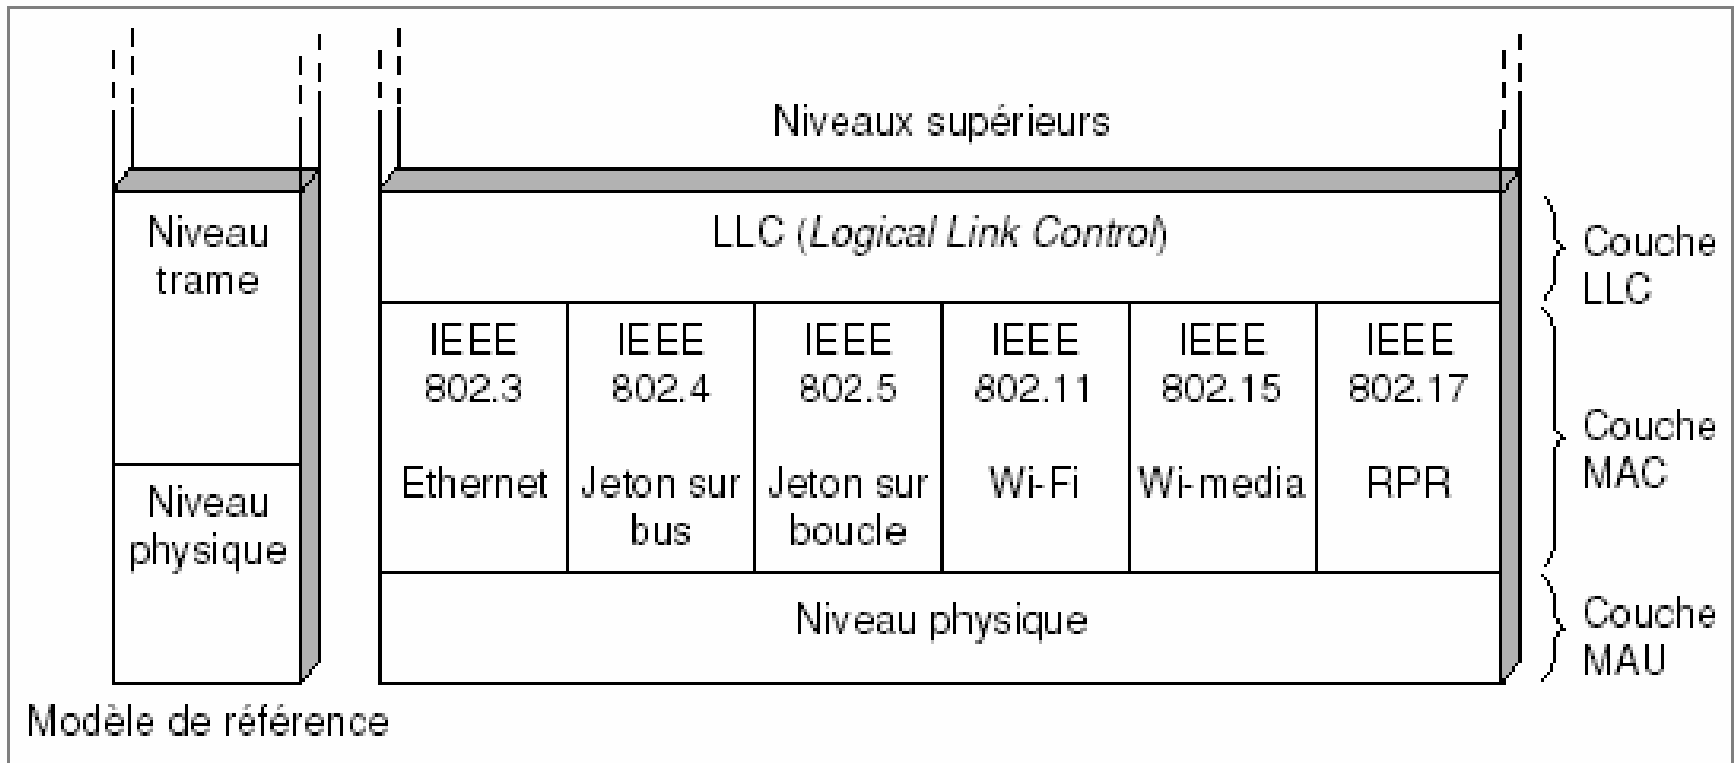 Niveaux supérieurs
Niveau
trame
Niveau
physique
Modèle de référence
LLC (Logical Link Control)
IEEE
802.3
Ethernet
IEEE
802.4
Jeton sur
bus
IEEE
802.5
Jeton sur
boucle
IEEE
802.11
Wi-Fi
IEEE
802.15
Wi-media
IEEE
802.17
RPR
Niveau physique
Couche
LLC
Couche
MAC
Couche
MAU